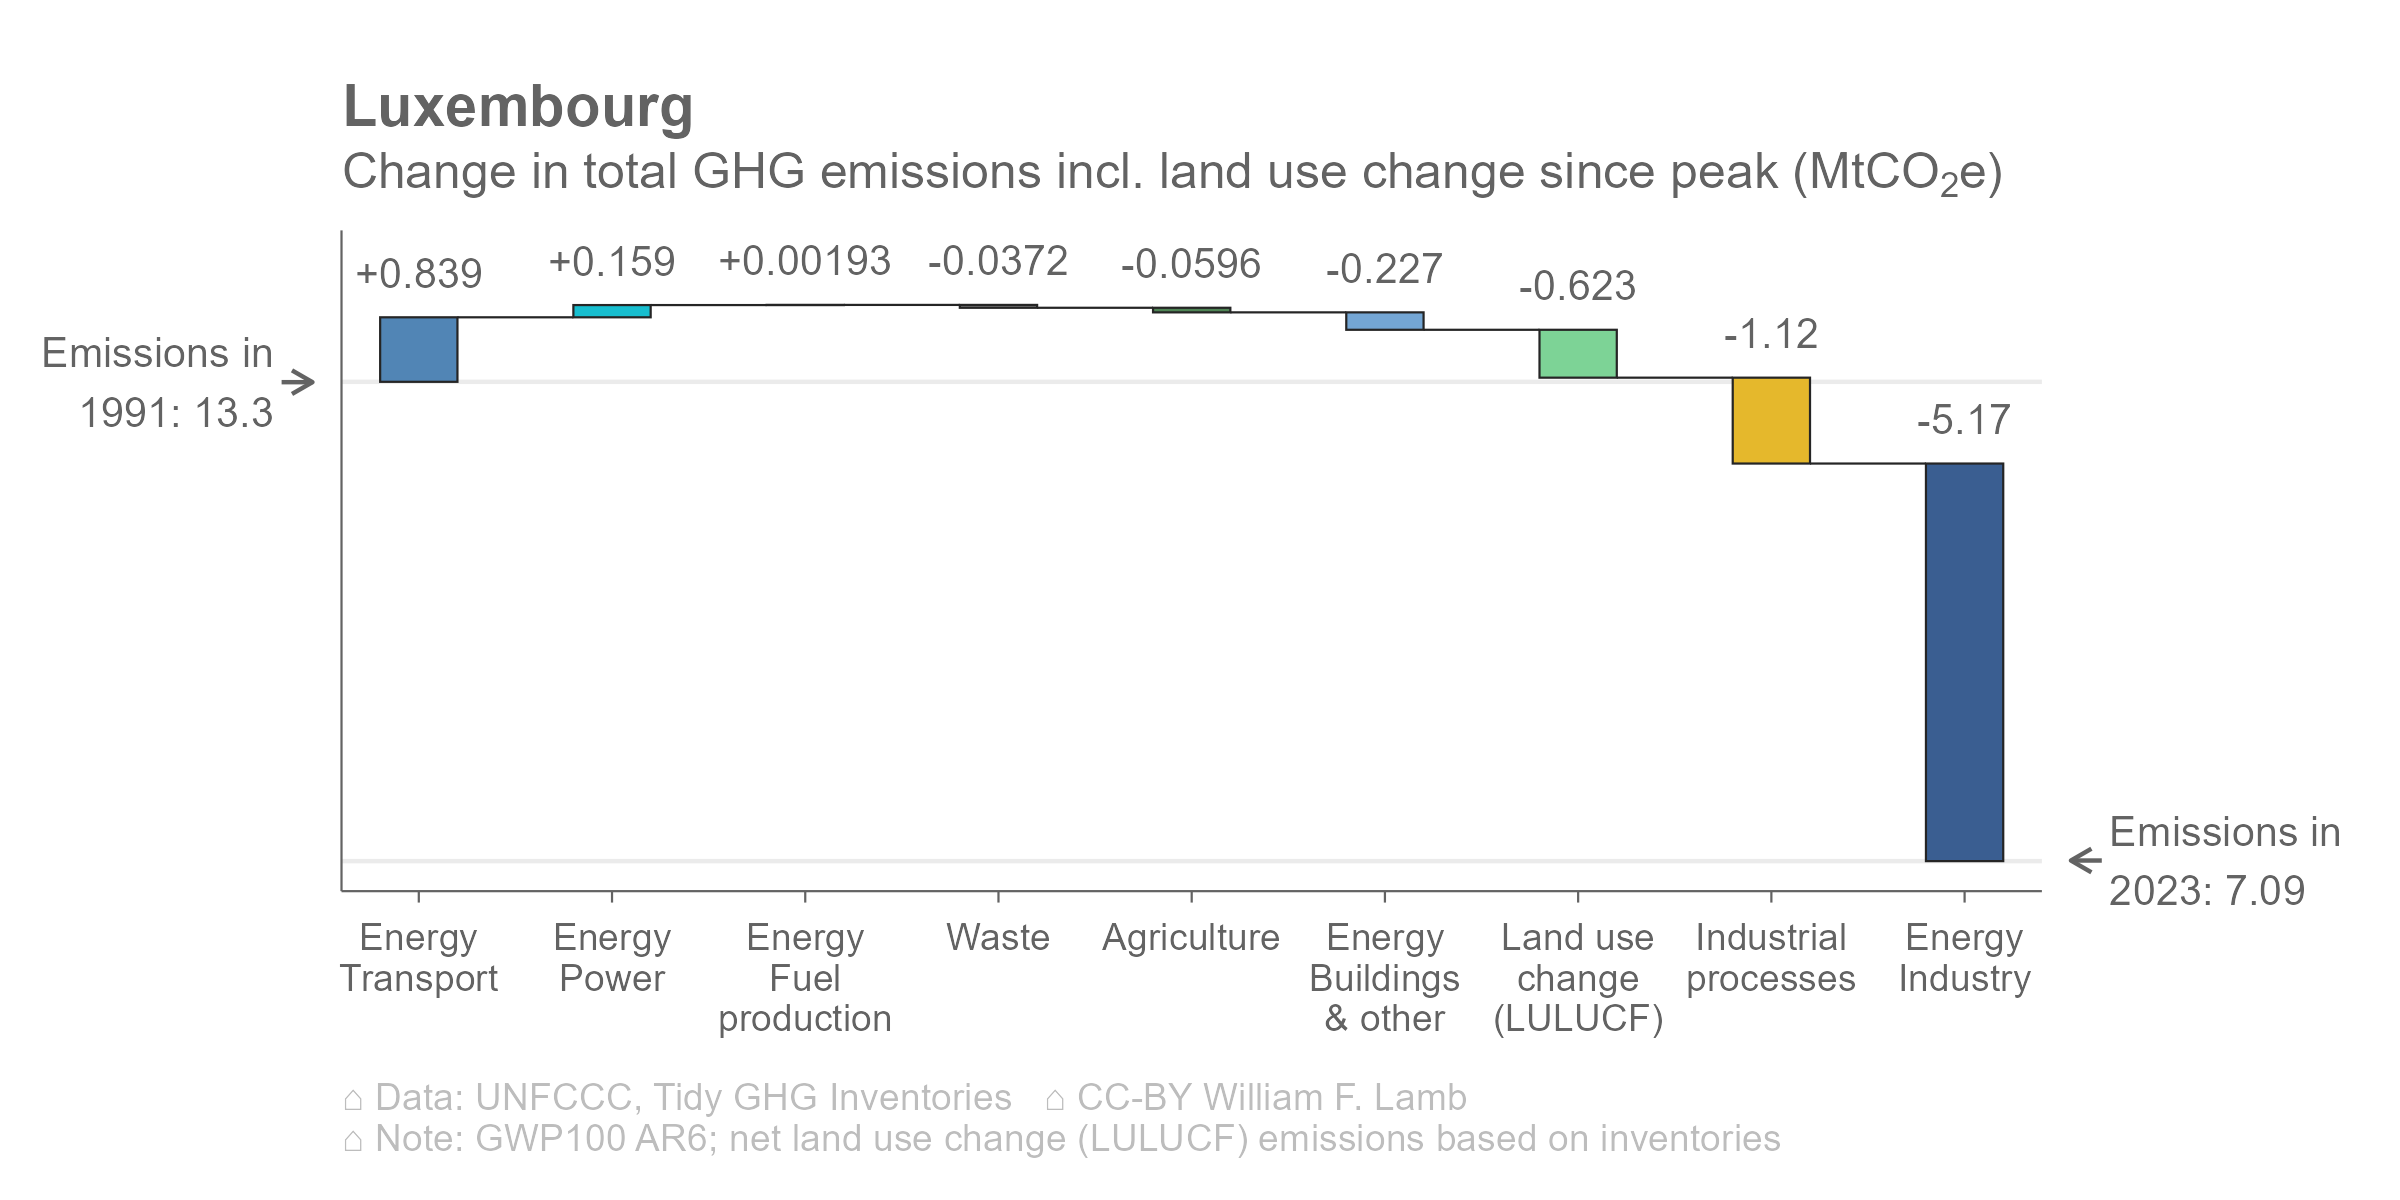 Luxembourg
Change in total GHG emissions incl. land use change since peak (MtCO₂e)
+0.839
+0.159
+0.00193
-0.0372
-0.0596
-0.227
-0.623
-1.12
-5.17
Emissions in
1991: 13.3
Emissions in
2023: 7.09
Energy
Transport
Energy
Power
Energy
Fuel
production
Waste
Agriculture
Energy
Buildings
& other
Land use
change
(LULUCF)
Industrial
processes
Energy
Industry
⌂ Data: UNFCCC, Tidy GHG Inventories ⌂ CC-BY William F. Lamb
⌂ Note: GWP100 AR6; net land use change (LULUCF) emissions based on inventories